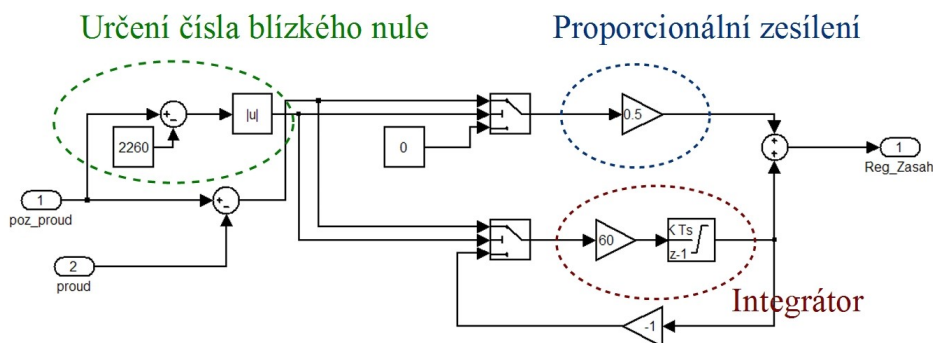 Určení čísla blízkého nule
Proporcionální zesílení
|u|
2260
0
0.5
1
poz_proud
1
Reg_Zasah
2
proud
60
K Ts
z-1
Integrátor
-1